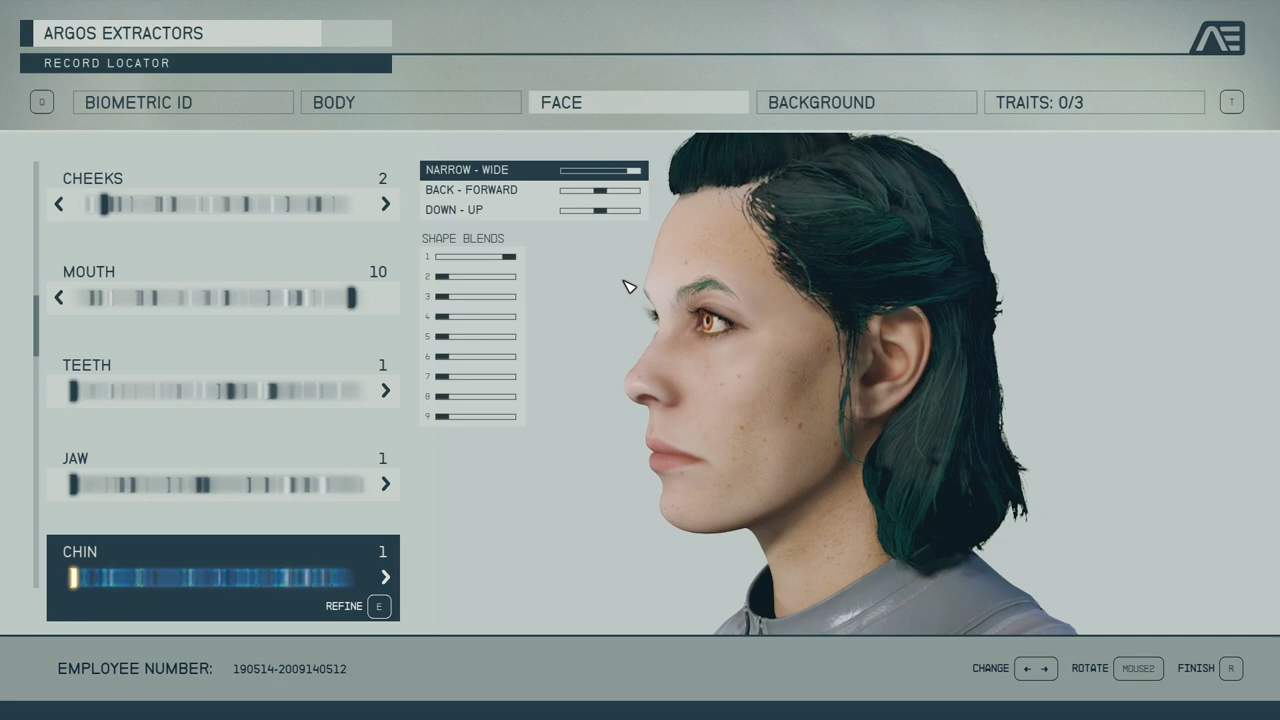 ARGOS EXTRACTORS
RECORD LOCATOR
Q BIOMETRIC ID BODY FACE BACKGROUND TRAITS: 0/3 T
CHEEKS 2
MOUTH 10
TEETH 1
JAW 1
CHIN 1
REFINE E
NARROW - WIDE
BACK - FORWARD
DOWN - UP
SHAPE BLENDS
1
2
3
4
5
6
7
8
9
EMPLOYEE NUMBER: 190514-2009140512
CHANGE ← → ROTATE MOUSE2 FINISH R